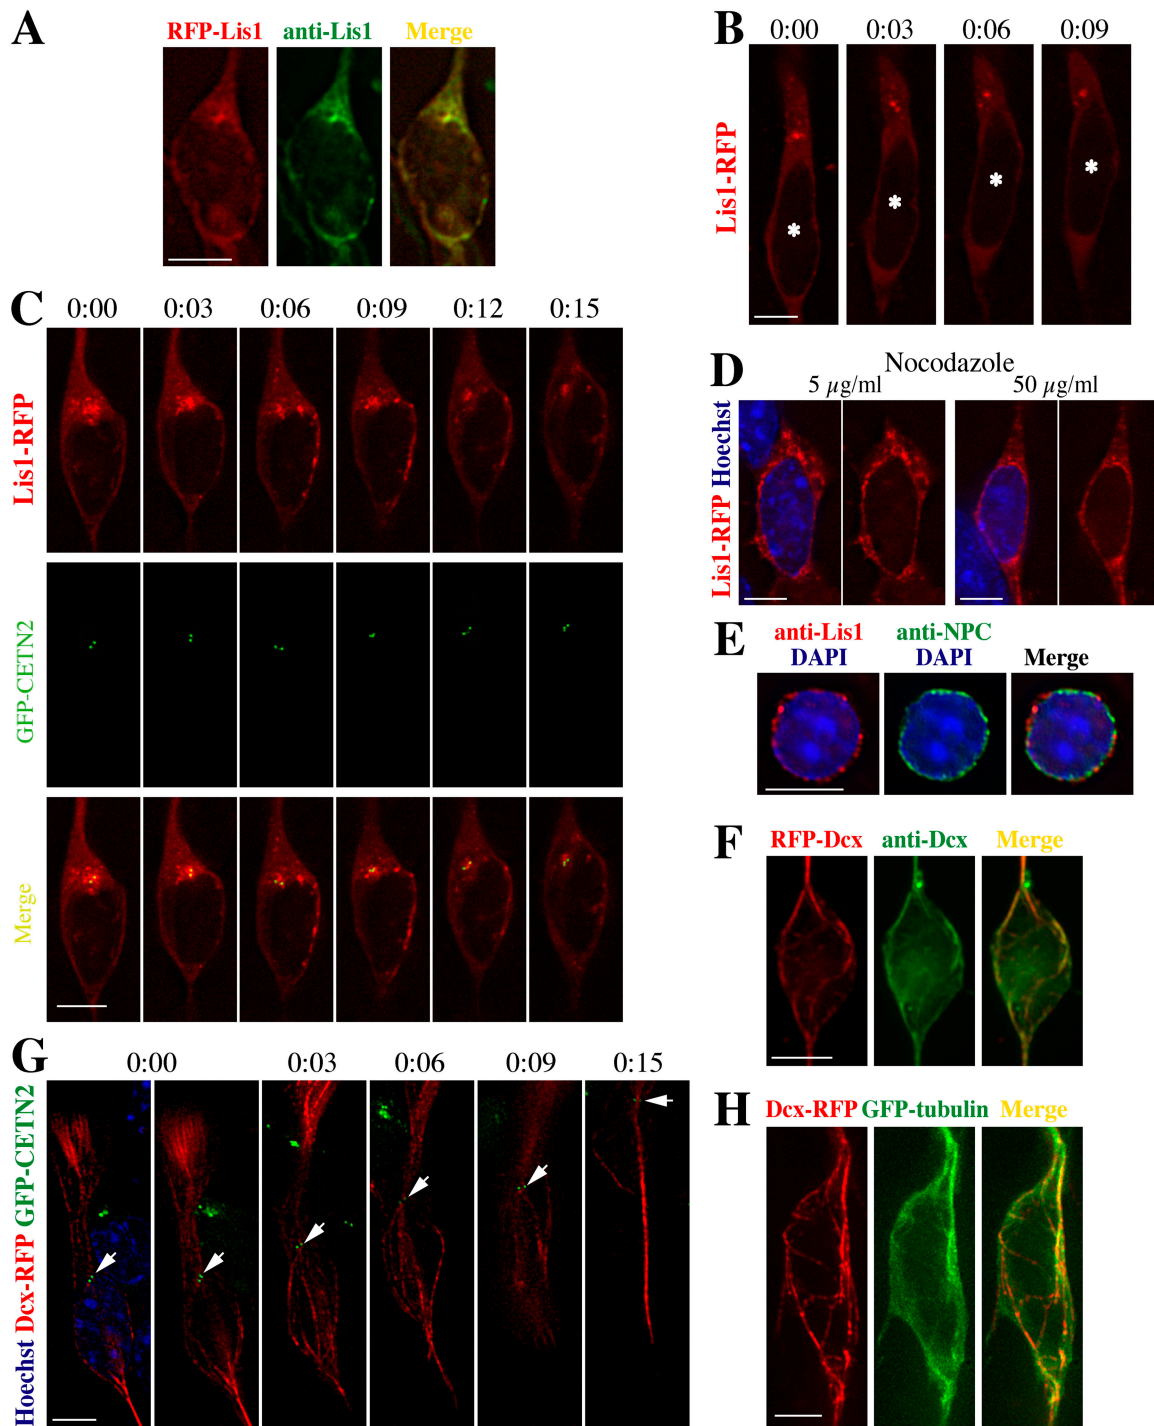 A
RFP-Lis1 anti-Lis1 Merge
B
0:00 0:03 0:06 0:09
Lis1-RFP
C
0:00 0:03 0:06 0:09 0:12 0:15
Lis1-RFP
GFP-CETN2
Merge
D
Nocodazole
5 µg/ml 50 µg/ml
Lis1-RFP Hoechst
E
anti-Lis1 anti-NPC
DAPI DAPI Merge
F
RFP-Dcx anti-Dcx Merge
G
0:00 0:03 0:06 0:09 0:15
Hoechst Dcx-RFP GFP-CETN2
H
Dcx-RFP GFP-tubulin Merge